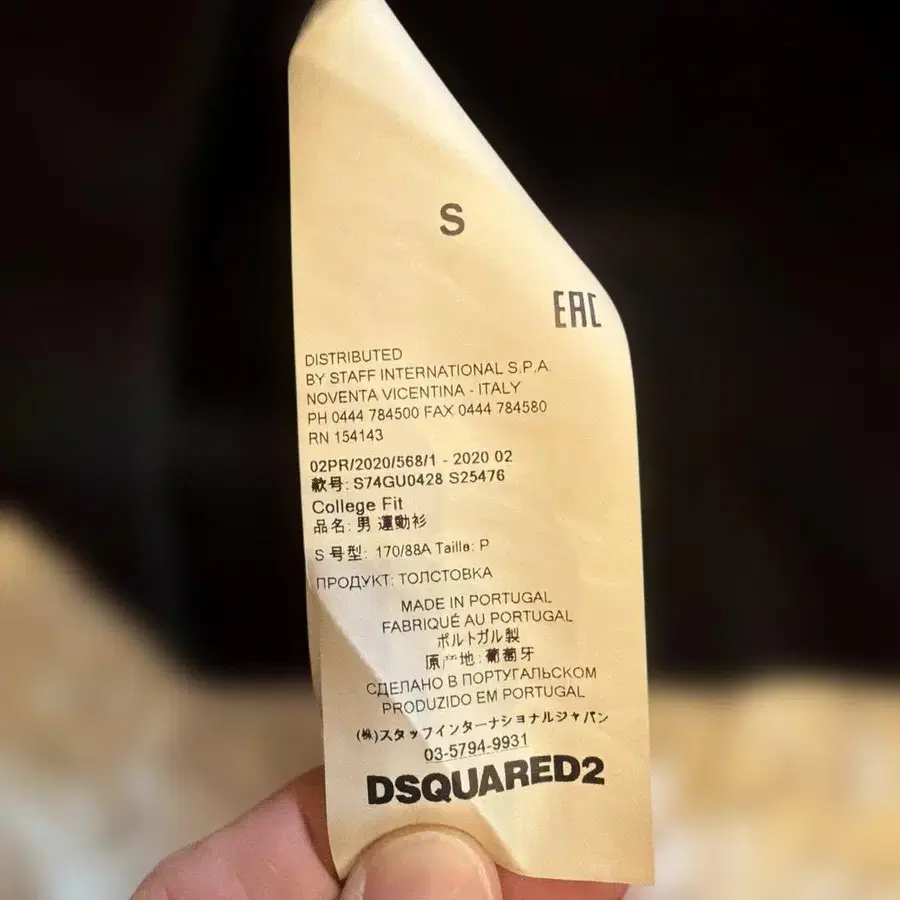 S
EAC
DISTRIBUTED
BY STAFF INTERNATIONAL S.P.A.
NOVENTA VICENTINA - ITALY
PH 0444 784500 FAX 0444 784580
RN 154143
02PR/2020/568/1 - 2020 02
款号: S74GU0428 S25476
College Fit
品名: 男 運動衫
S 号型: 170/88A Taille: P
ПРОДУКТ: ТОЛСТОВКА
MADE IN PORTUGAL
FABRIQUÉ AU PORTUGAL
ポルトガル製
原产地: 葡萄牙
СДЕЛАНО В ПОРТУГАЛЬСКОМ
PRODUZIDO EM PORTUGAL
(株)スタッフインターナショナルジャパン
03-5794-9931
DSQUARED2